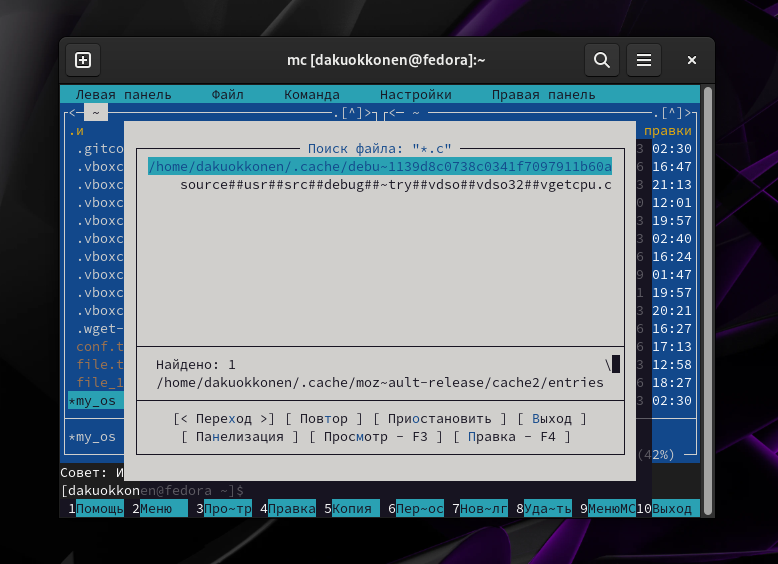 mc [dakuokkonen@fedora]:~
Левая панель Файл Команда Настройки Правая панель
<— ~ .[^]> <— ~ .[^]>
.и правки
.gitco 3 02:30
.vboxc 6 16:47
.vboxc 3 21:13
.vboxc 0 12:01
.vboxc 3 19:57
.vboxc 3 02:40
.vboxc 6 16:24
.vboxc 9 01:47
.vboxc 1 19:57
.vboxc 3 20:21
.wget- 6 16:27
conf.t 3 17:13
file.t 3 12:58
file_1 6 18:27
*my_os 3 02:30
*my_os
(42%)
Поиск файла: "*.c"
/home/dakuokkonen/.cache/debu~1139d8c0738c0341f7097911b60a
source##usr##src##debug##~try##vdso##vdso32##vgetcpu.c
Найдено: 1 \
/home/dakuokkonen/.cache/moz~ault-release/cache2/entries
[< Переход >] [ Повтор ] [ Приостановить ] [ Выход ]
[ Панелизация ] [ Просмотр - F3 ] [ Правка - F4 ]
Совет: И
[dakuokkonen@fedora ~]$
1Помощь 2Меню 3Про~тр 4Правка 5Копия 6Пер~ос 7Нов~лг 8Уда~ть 9МенюМС10Выход